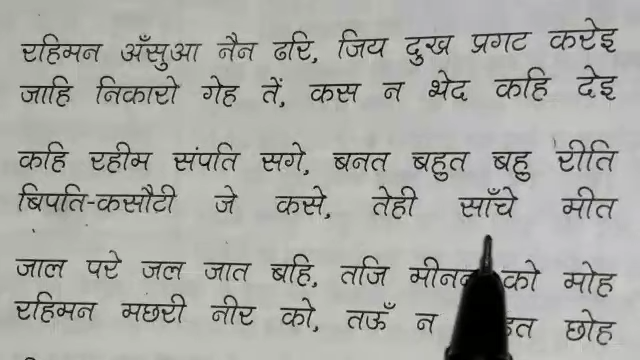 रहिमन अँसुआ नैन ढरि, जिय दुख प्रगट करेइ
जाहि निकारो गेह तें, कस न भेद कहि देइ
कहि रहीम संपति सगे, बनत बहुत बहु रीति
बिपति-कसौटी जे कसे, तेही साँचे मीत
जाल परे जल जात बहि, तजि को मोह
रहिमन मछरी नीर को, तऊँ न छोह